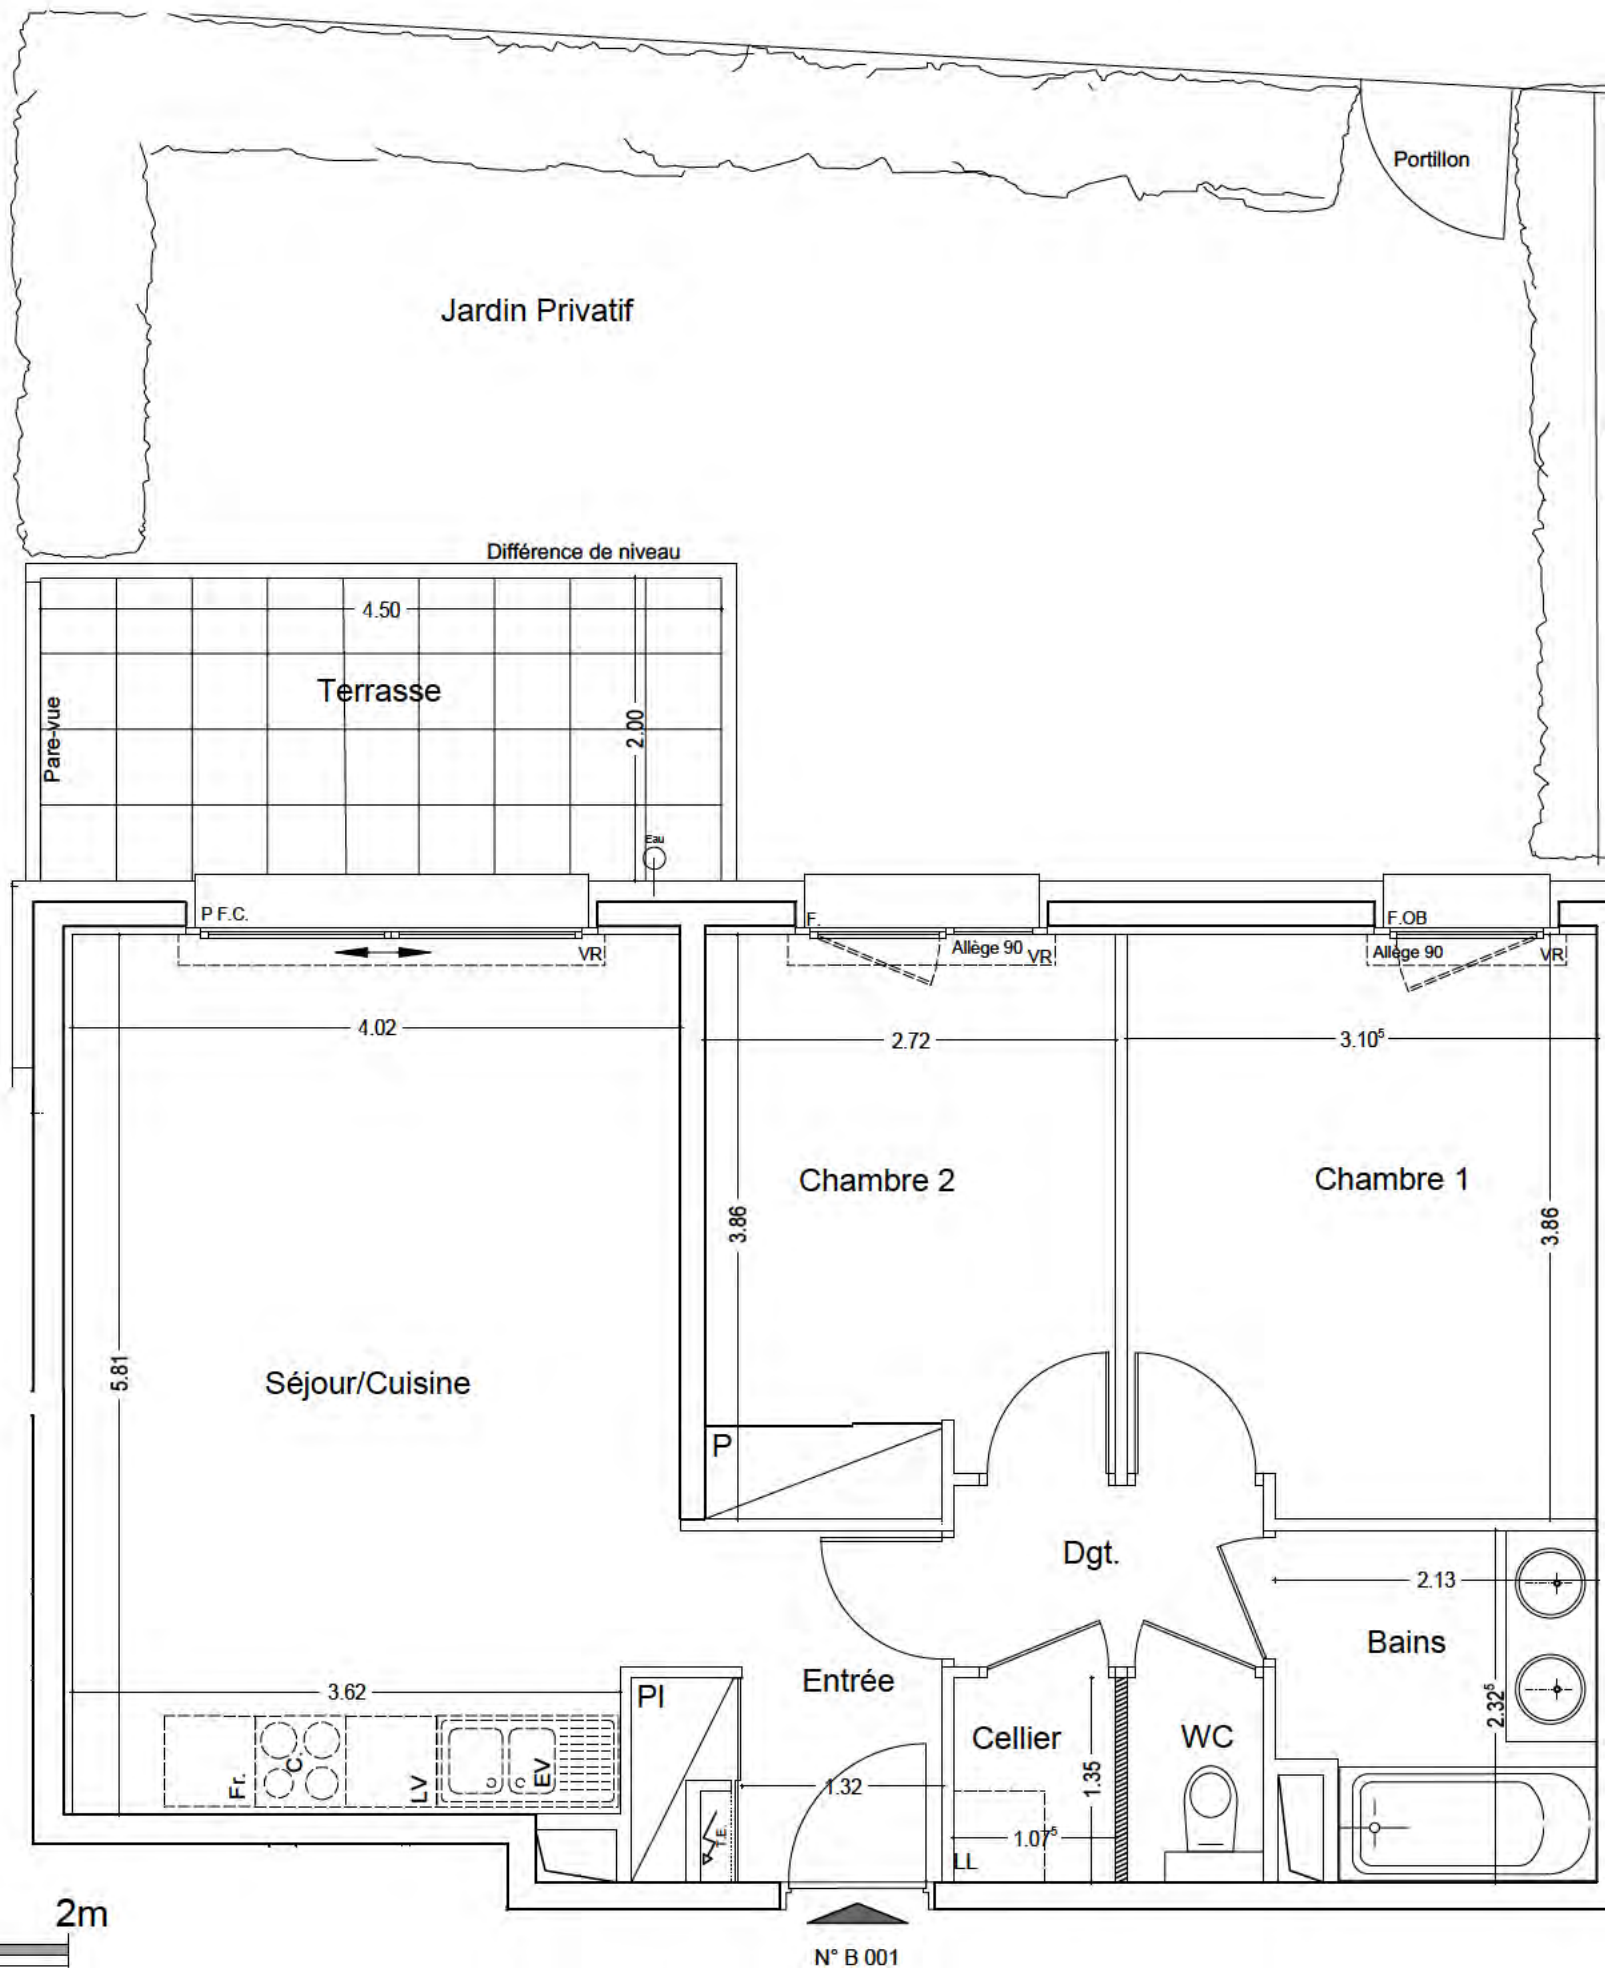 Portillon
Jardin Privatif
Différence de niveau
4.50
Terrasse
Pare-vue
2.00
Eau
P F.C.
VR
F.
Allège 90
VR
F.OB
Allège 90
VR
4.02
2.72
3.10⁵
Chambre 2
Chambre 1
3.86
3.86
5.81
Séjour/Cuisine
P
Dgt.
2.13
Bains
Entrée
3.62
PI
2.32⁵
Cellier
WC
Fr.
C.
LV
EV
1.32
1.35
T.E.
1.07⁵
LL
2m
N° B 001